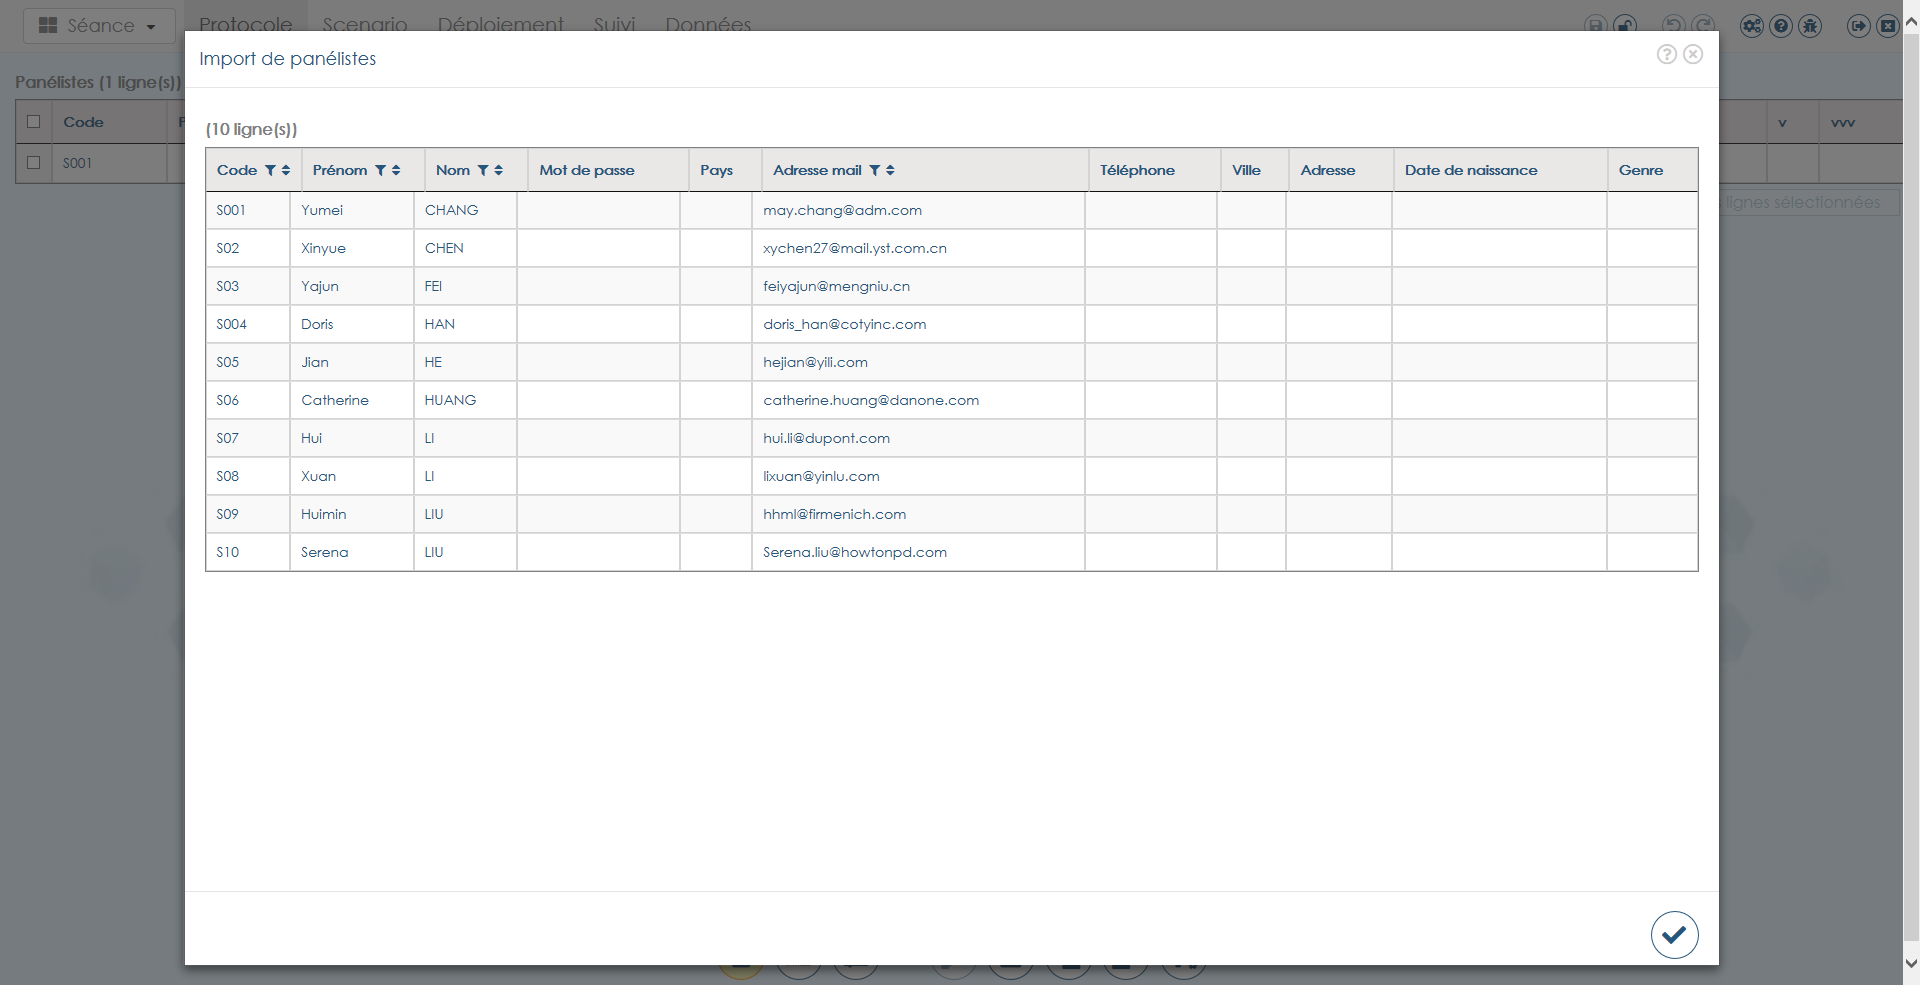 Séance Protocole Scenario Déploiement Suivi Données
Import de panélistes
Panélistes (1 ligne(s))
Code v vvv
S001
lignes sélectionnées
(10 ligne(s))
Code Prénom Nom Mot de passe Pays Adresse mail Téléphone Ville Adresse Date de naissance Genre
S001 Yumei CHANG may.chang@adm.com
S02 Xinyue CHEN xychen27@mail.yst.com.cn
S03 Yajun FEI feiyajun@mengniu.cn
S004 Doris HAN doris_han@cotyinc.com
S05 Jian HE hejian@yili.com
S06 Catherine HUANG catherine.huang@danone.com
S07 Hui LI hui.li@dupont.com
S08 Xuan LI lixuan@yinlu.com
S09 Huimin LIU hhml@firmenich.com
S10 Serena LIU Serena.liu@howtonpd.com